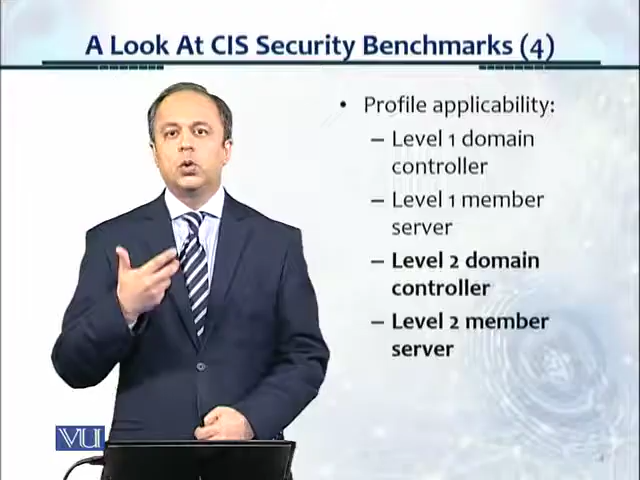 A Look At CIS Security Benchmarks (4)
• Profile applicability:
– Level 1 domain
controller
– Level 1 member
server
– Level 2 domain
controller
– Level 2 member
server
VU